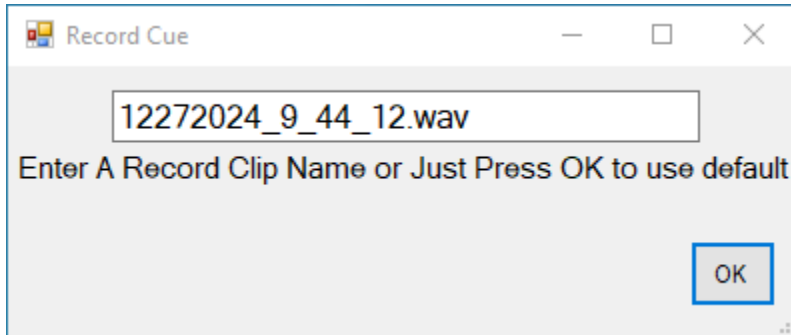 Record Cue
12272024_9_44_12.wav
Enter A Record Clip Name or Just Press OK to use default
OK